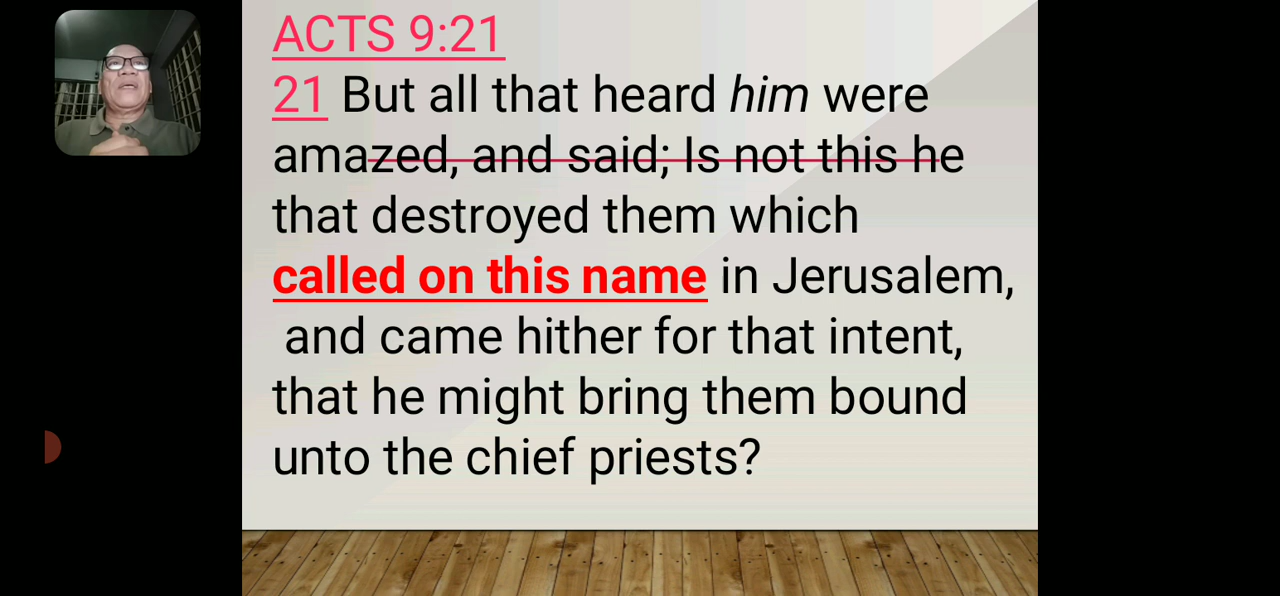 ACTS 9:21
21 But all that heard him were
amazed, and said; Is not this he
that destroyed them which
called on this name in Jerusalem,
and came hither for that intent,
that he might bring them bound
unto the chief priests?